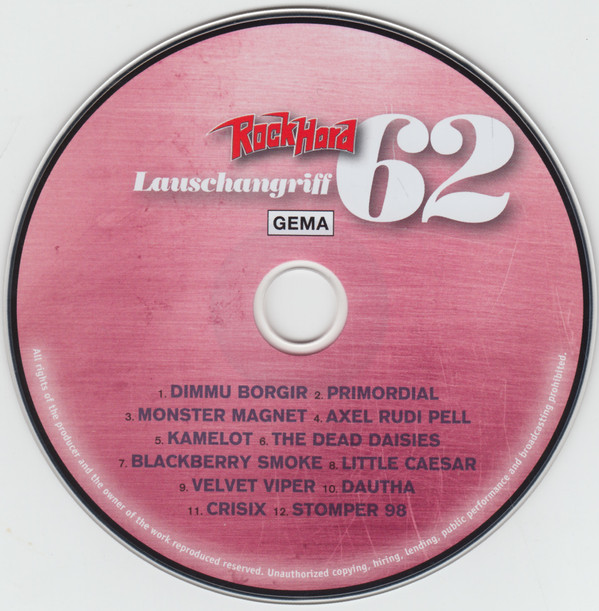 RockHard
62
Lauschangriff
GEMA
1. DIMMU BORGIR 2. PRIMORDIAL
3. MONSTER MAGNET 4. AXEL RUDI PELL
5. KAMELOT 6. THE DEAD DAISIES
7. BLACKBERRY SMOKE 8. LITTLE CAESAR
9. VELVET VIPER 10. DAUTHA
11. CRISIX 12. STOMPER 98
All rights of the producer and the owner of the work reproduced reserved. Unauthorized copying, hiring, lending, public performance and broadcasting prohibited.